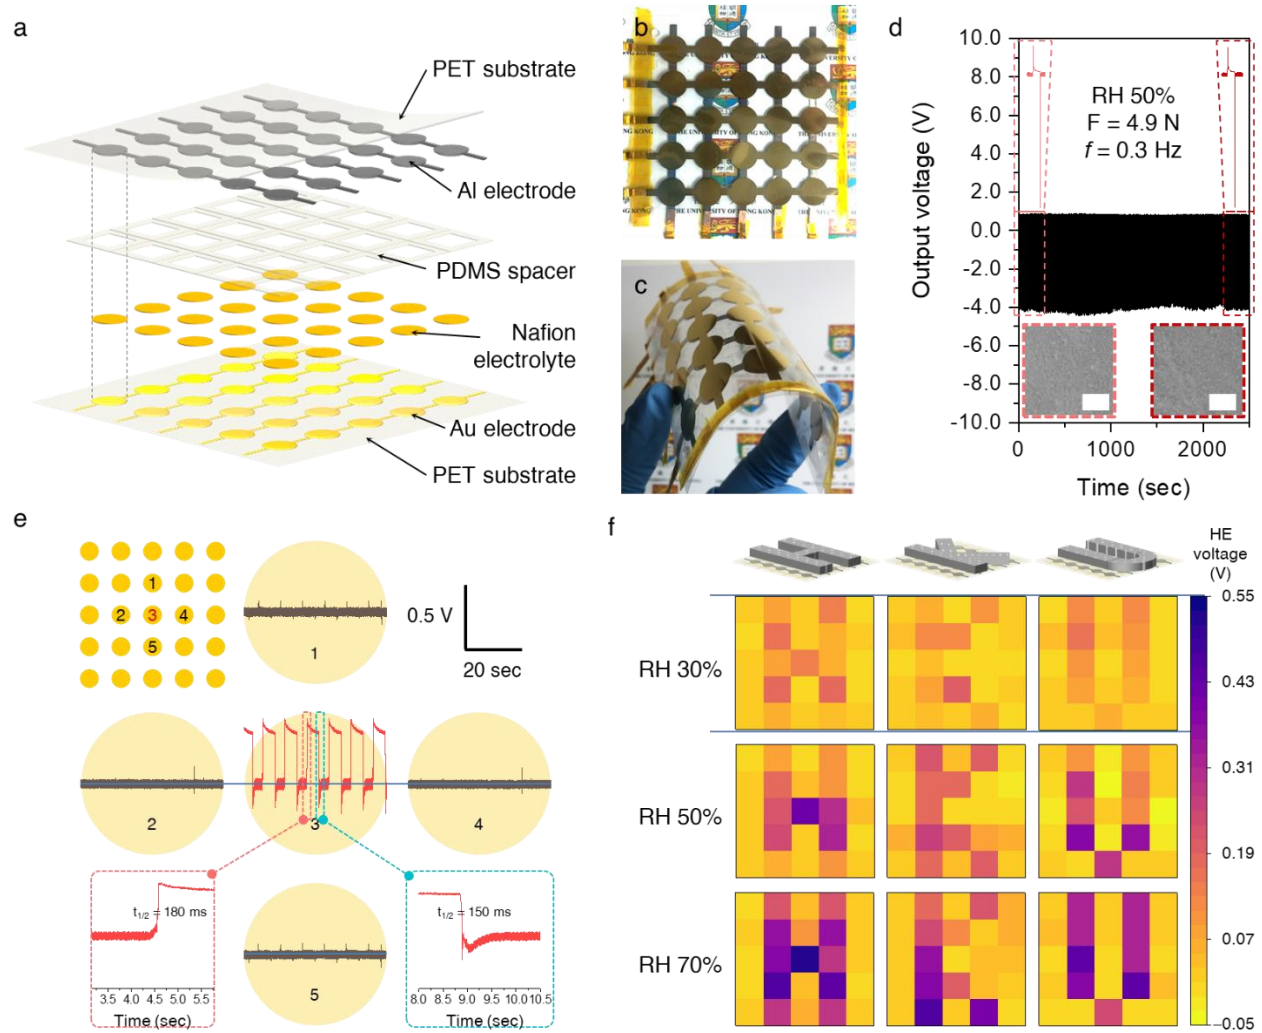 a
PET substrate
Al electrode
PDMS spacer
Nafion
electrolyte
Au electrode
PET substrate
b
THE UNIVERSITY OF HONG KONG
c
d
10.0
8.0
6.0
4.0
2.0
0.0
-2.0
-4.0
-6.0
-8.0
-10.0
Output voltage (V)
RH 50%
F = 4.9 N
f = 0.3 Hz
0
1000
2000
Time (sec)
e
1
2
3
4
5
1
0.5 V
20 sec
2
3
4
t1/2 = 180 ms
3.5 4.0 4.5 5.0 5.5
Time (sec)
5
t1/2 = 150 ms
8.0 8.5 9.0 9.5 10.0 10.5
Time (sec)
f
HE
voltage
(V)
RH 30%
RH 50%
RH 70%
0.55
0.43
0.31
0.19
0.07
-0.05